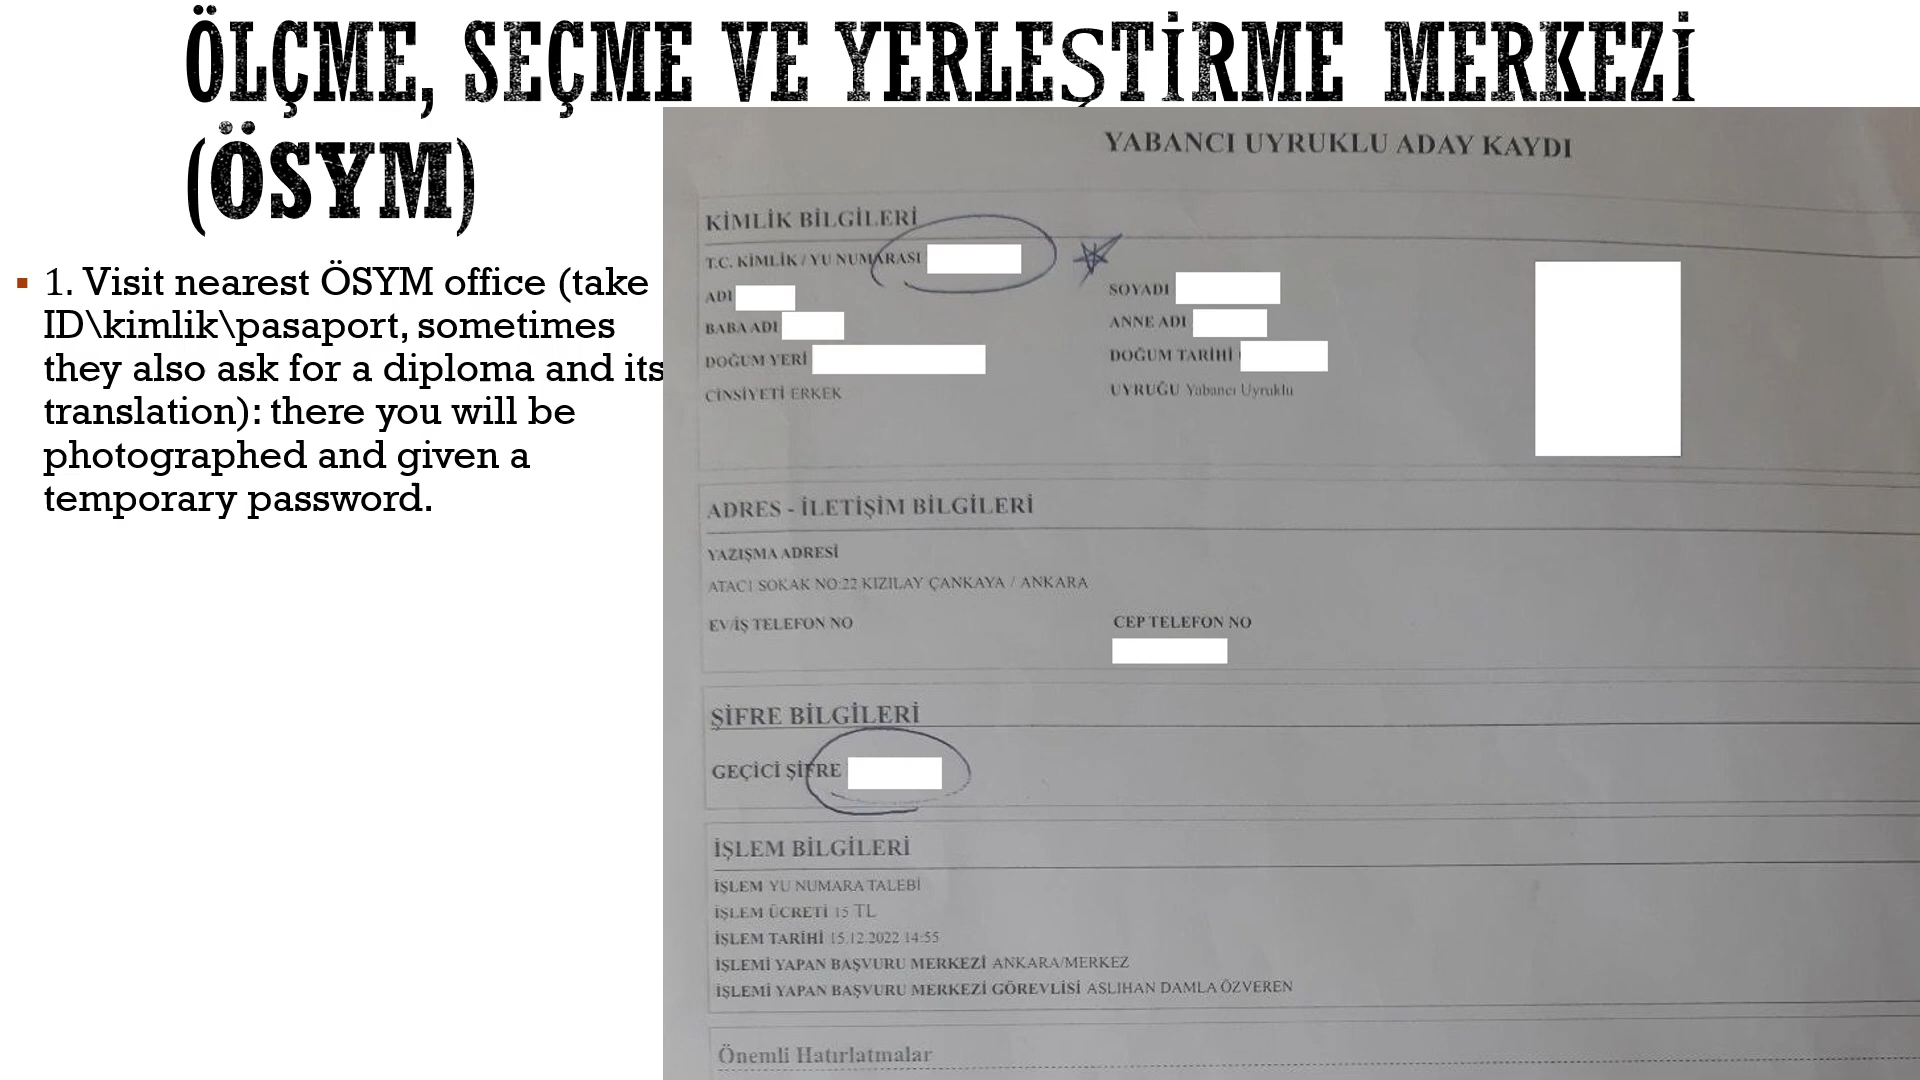 ÖLÇME, SEÇME VE YERLEŞTİRME MERKEZİ
(ÖSYM)
▪ 1. Visit nearest ÖSYM office (take
ID\kimlik\pasaport, sometimes
they also ask for a diploma and its
translation): there you will be
photographed and given a
temporary password.
YABANCI UYRUKLU ADAY KAYDI
KİMLİK BİLGİLERİ
T.C. KİMLİK / YU NUMARASI
ADI
SOYADI
BABA ADI
ANNE ADI
DOĞUM YERİ
DOĞUM TARİHİ
CİNSİYETİ ERKEK
UYRUĞU Yabancı Uyruklu
ADRES - İLETİŞİM BİLGİLERİ
YAZIŞMA ADRESİ
ATACI SOKAK NO:22 KIZILAY ÇANKAYA / ANKARA
EV/İŞ TELEFON NO
CEP TELEFON NO
ŞİFRE BİLGİLERİ
GEÇİCİ ŞİFRE
İŞLEM BİLGİLERİ
İŞLEM YU NUMARA TALEBİ
İŞLEM ÜCRETİ 15 TL
İŞLEM TARİHİ 15.12.2022 14:55
İŞLEMİ YAPAN BAŞVURU MERKEZİ ANKARA/MERKEZ
İŞLEMİ YAPAN BAŞVURU MERKEZİ GÖREVLİSİ ASLIHAN DAMLA ÖZVEREN
Önemli Hatırlatmalar